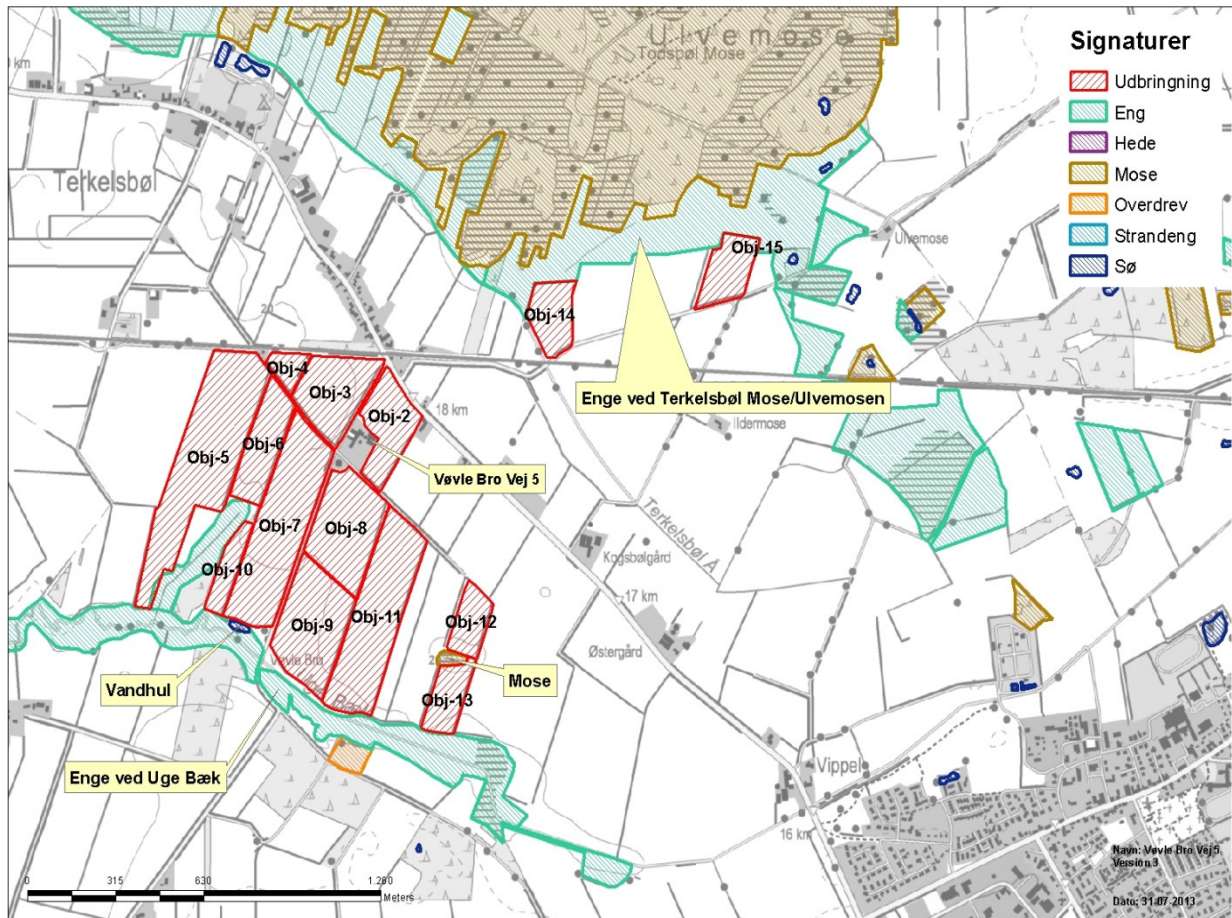 Ulvemose
Todsbøl Mose
Signaturer
Udbringning
Eng
Hede
Mose
Overdrev
Strandeng
Sø
Terkelsbøl
Ulvemose
Obj-15
Obj-14
Enge ved Terkelsbøl Mose/Ulvemosen
Obj-4
Obj-3
Obj-2
18 km
Ildermose
Obj-5
Obj-6
Vøvle Bro Vej 5
Obj-7
Obj-8
Terkelsbøl Å
Kogsbølgård
Obj-10
Obj-11
17 km
Obj-12
Obj-9
Østergård
Vøvle Bro
Vandhul
Mose
Obj-13
Enge ved Uge Bæk
Vippel
16 km
Navn: Vøvle Bro Vej 5
Version 3
Dato: 31-07-2013
0 315 630 1.260
Meters